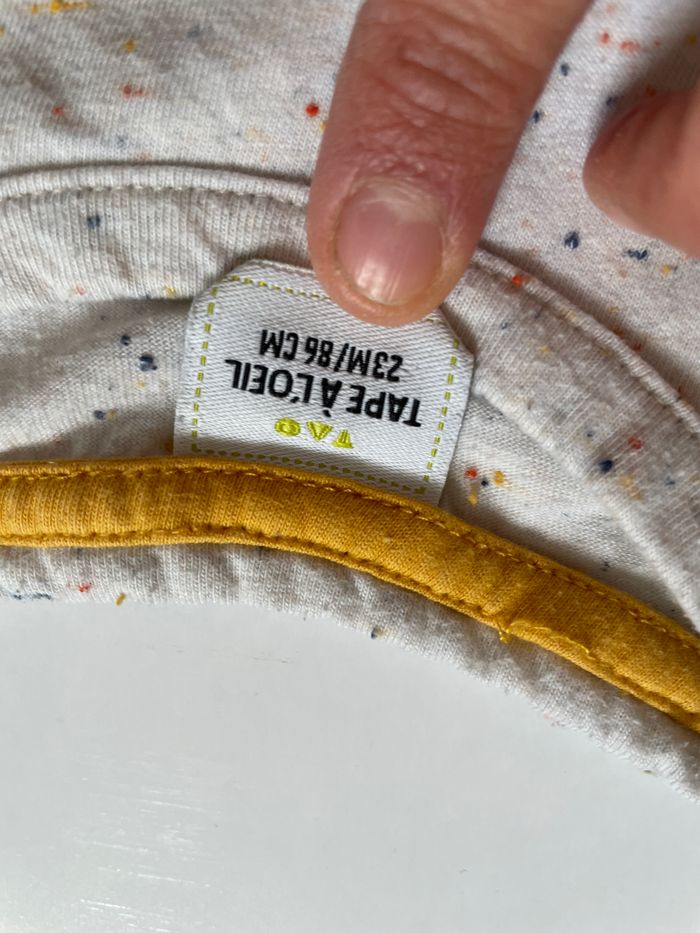 TAO
TAPE À L'OEIL
23M/86 CM